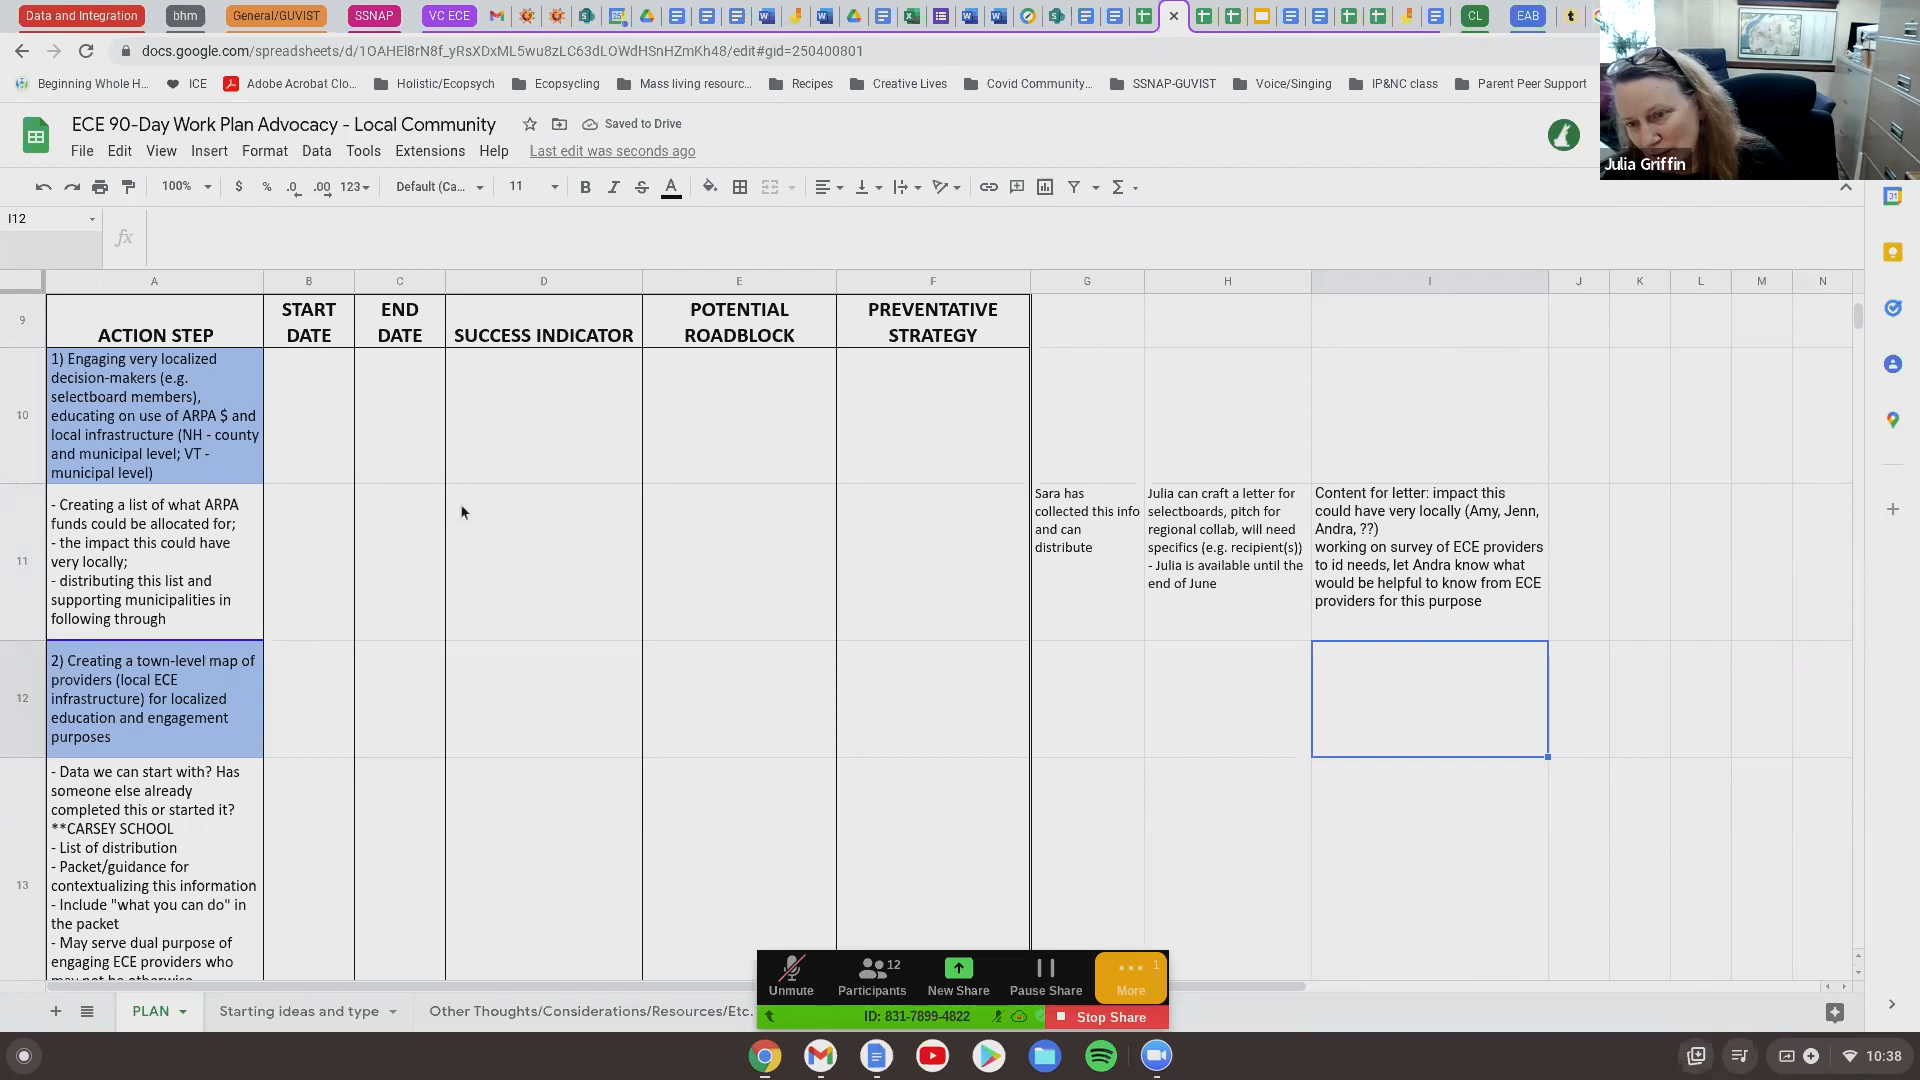 Data and Integration
bhm
General/GUVIST
SSNAP
VC ECE
CL
EAB
docs.google.com/spreadsheets/d/1OAHEl8rN8f_yRsXDxML5wu8zLC63dLOWdHSnHZmKh48/edit#gid=250400801
Beginning Whole H...
ICE
Adobe Acrobat Clo...
Holistic/Ecopsych
Ecopsycling
Mass living resourc...
Recipes
Creative Lives
Covid Community...
SSNAP-GUVIST
Voice/Singing
IP&NC class
Parent Peer Support
Julia Griffin
ECE 90-Day Work Plan Advocacy - Local Community
Saved to Drive
File Edit View Insert Format Data Tools Extensions Help Last edit was seconds ago
100% $ % .0 .00 123 Default (Ca... 11 B I S A
I12
fx
A B C D E F G H I J K L M N
9
ACTION STEP
START
DATE
END
DATE
SUCCESS INDICATOR
POTENTIAL
ROADBLOCK
PREVENTATIVE
STRATEGY
10
1) Engaging very localized
decision-makers (e.g.
selectboard members),
educating on use of ARPA $ and
local infrastructure (NH - county
and municipal level; VT -
municipal level)
11
- Creating a list of what ARPA
funds could be allocated for;
- the impact this could have
very locally;
- distributing this list and
supporting municipalities in
following through
Sara has
collected this info
and can
distribute
Julia can craft a letter for
selectboards, pitch for
regional collab, will need
specifics (e.g. recipient(s))
- Julia is available until the
end of June
Content for letter: impact this
could have very locally (Amy, Jenn,
Andra, ??)
working on survey of ECE providers
to id needs, let Andra know what
would be helpful to know from ECE
providers for this purpose
12
2) Creating a town-level map of
providers (local ECE
infrastructure) for localized
education and engagement
purposes
13
- Data we can start with? Has
someone else already
completed this or started it?
**CARSEY SCHOOL
- List of distribution
- Packet/guidance for
contextualizing this information
- Include "what you can do" in
the packet
- May serve dual purpose of
engaging ECE providers who
may not be otherwise
Unmute
12
Participants
New Share
Pause Share
1
More
ID: 831-7899-4822
Stop Share
PLAN
Starting ideas and type
Other Thoughts/Considerations/Resources/Etc.
31
10:38